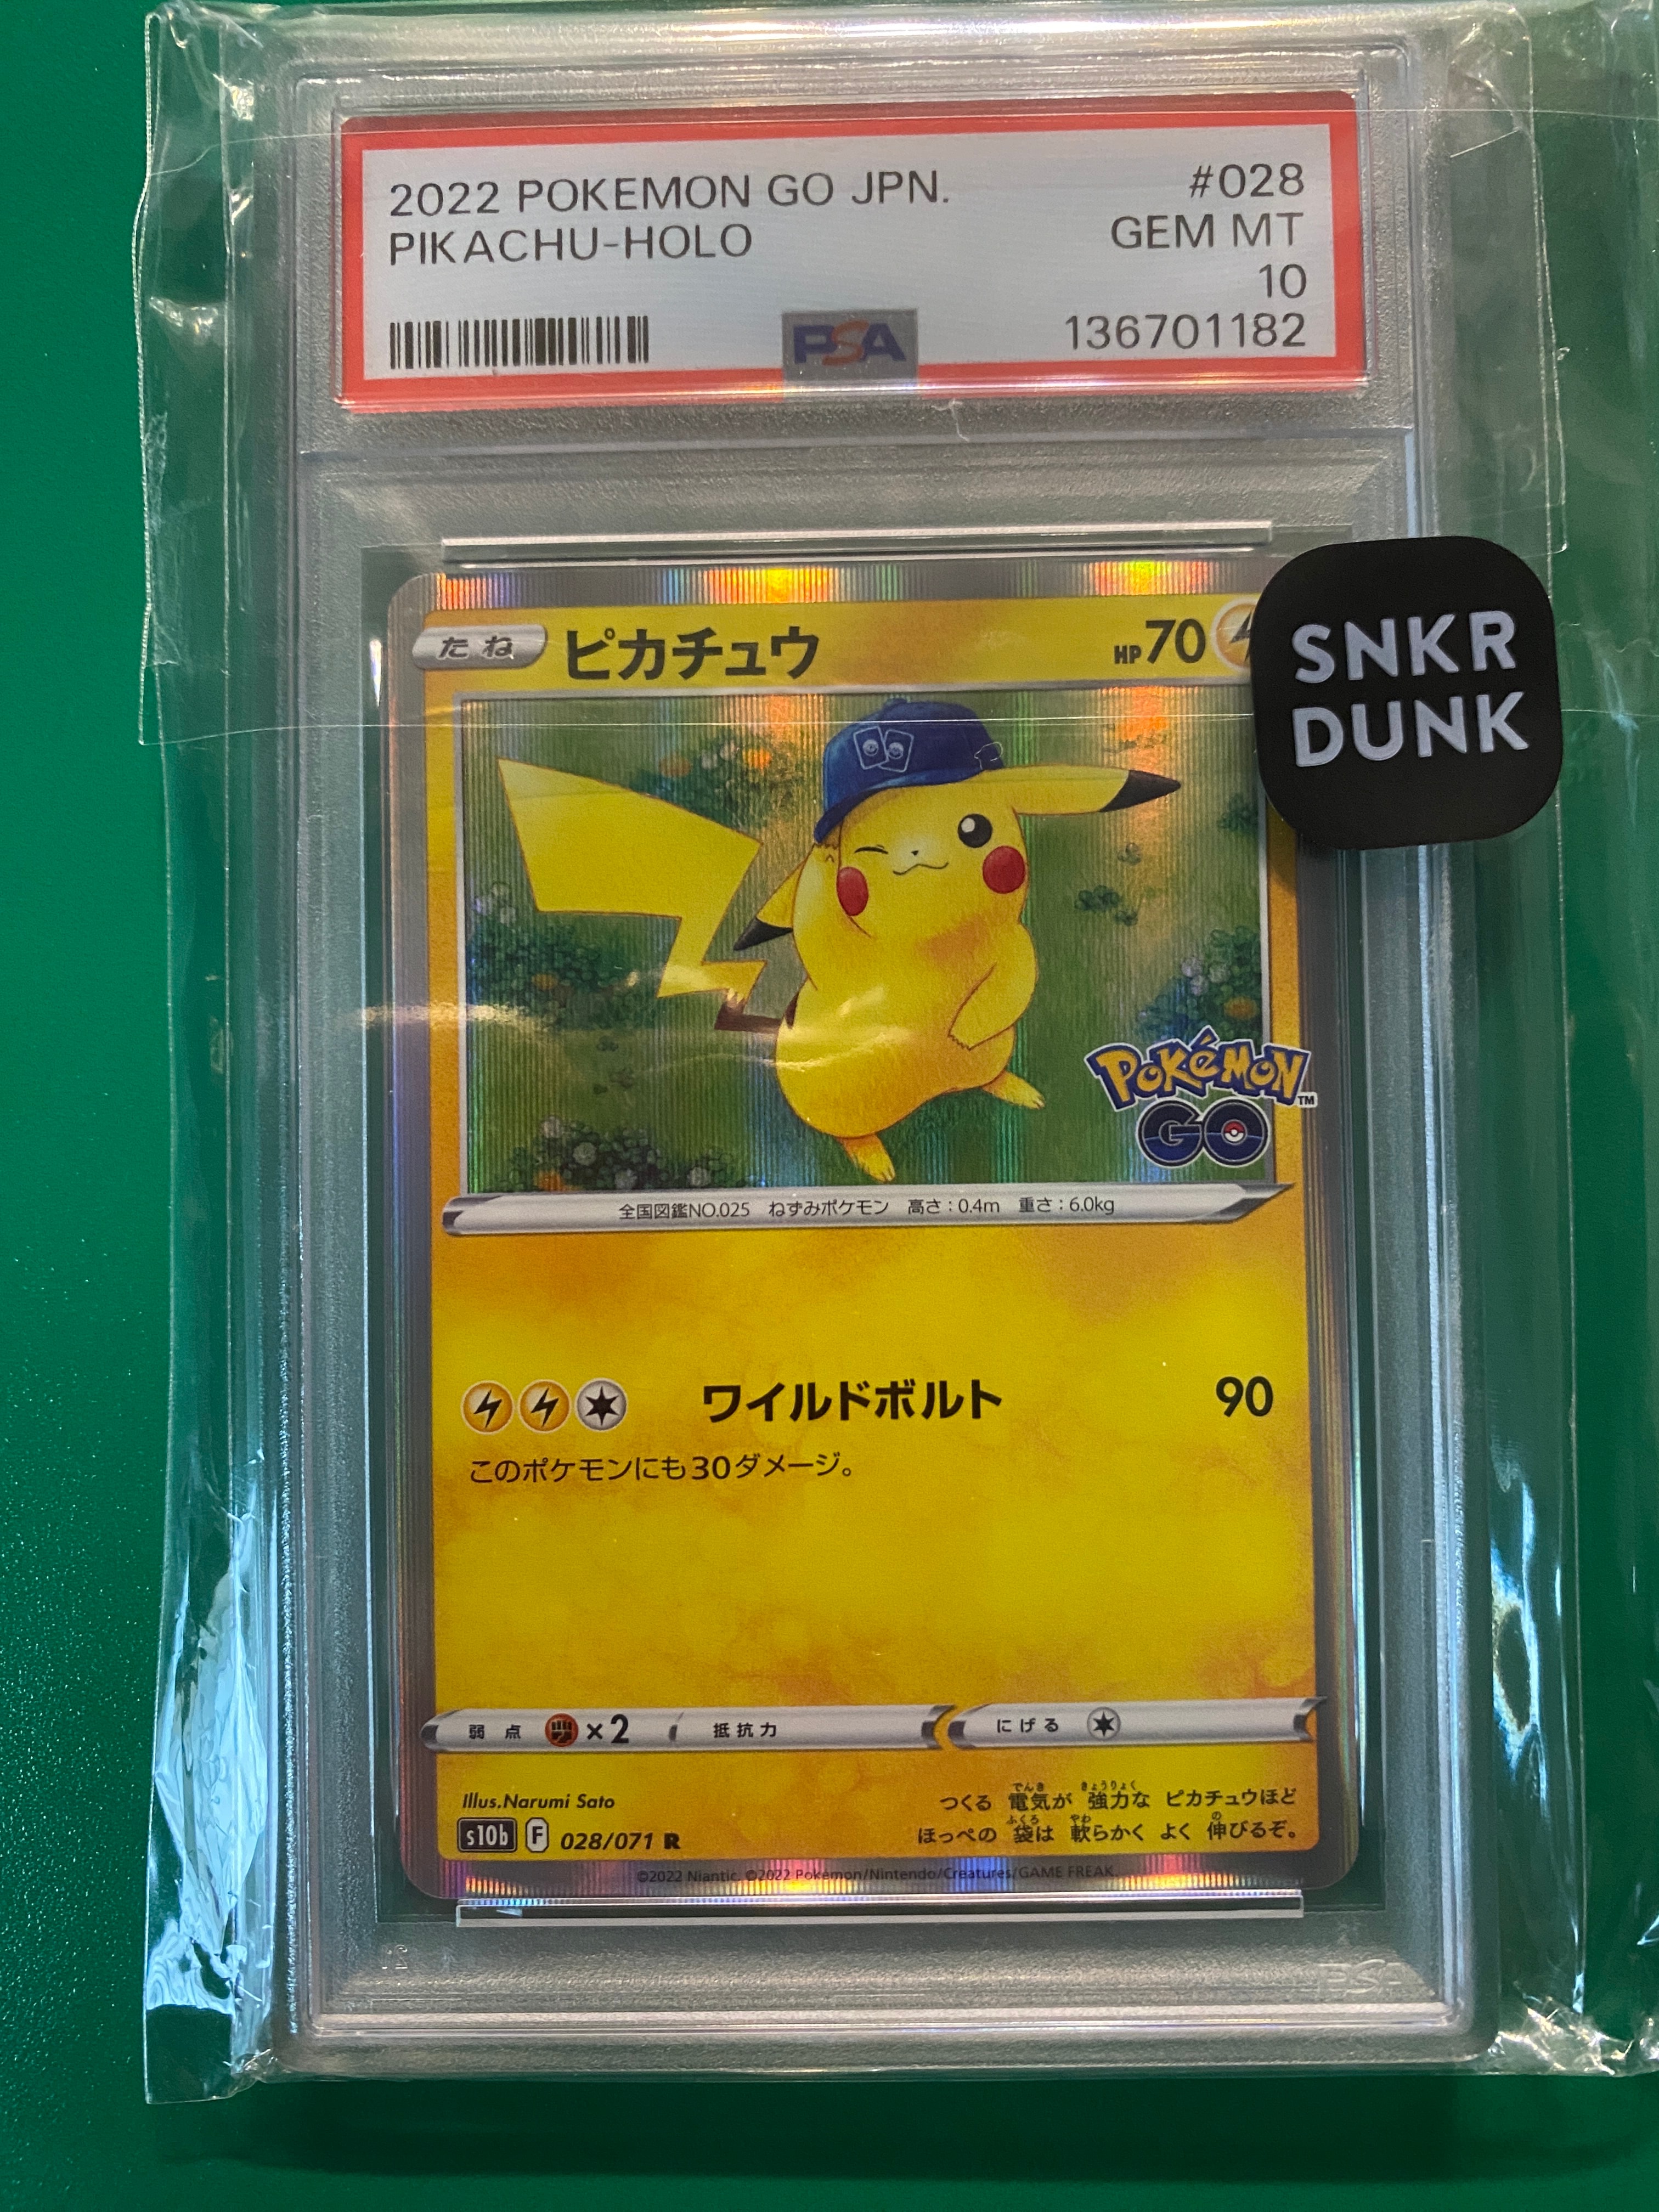 2022 POKEMON GO JPN. #028
PIKACHU-HOLO GEM MT
10
PSA 136701182
SNKR
DUNK
たね ピカチュウ HP70
Pokémon™
GO
全国図鑑NO.025 ねずみポケモン 高さ：0.4m 重さ：6.0kg
ワイルドボルト 90
このポケモンにも30ダメージ。
弱点 ×2 抵抗力 にげる
Illus.Narumi Sato
s10b F 028/071 R
つくる 電気が 強力な ピカチュウほど
ほっぺの 袋は 軟らかく よく 伸びるぞ。
©2022 Niantic. ©2022 Pokémon/Nintendo/Creatures/GAME FREAK.
PSA